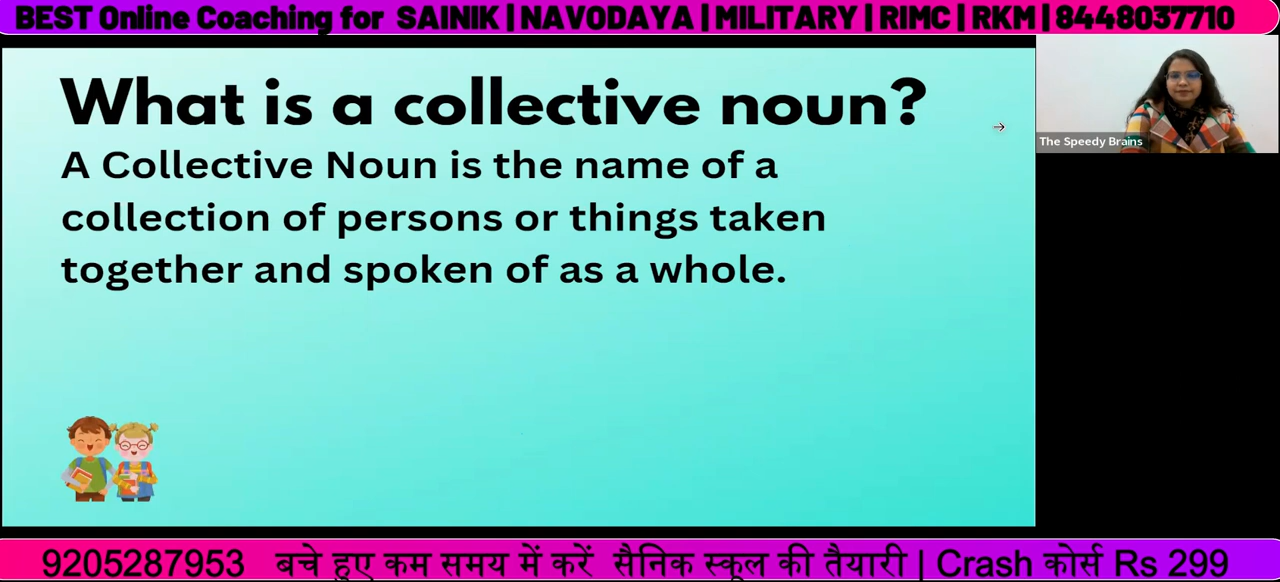 BEST Online Coaching for SAINIK | NAVODAYA | MILITARY | RIMC | RKM | 8448037710
What is a collective noun?
A Collective Noun is the name of a
collection of persons or things taken
together and spoken of as a whole.
The Speedy Brains
9205287953 बचे हुए कम समय में करें सैनिक स्कूल की तैयारी | Crash कोर्स Rs 299